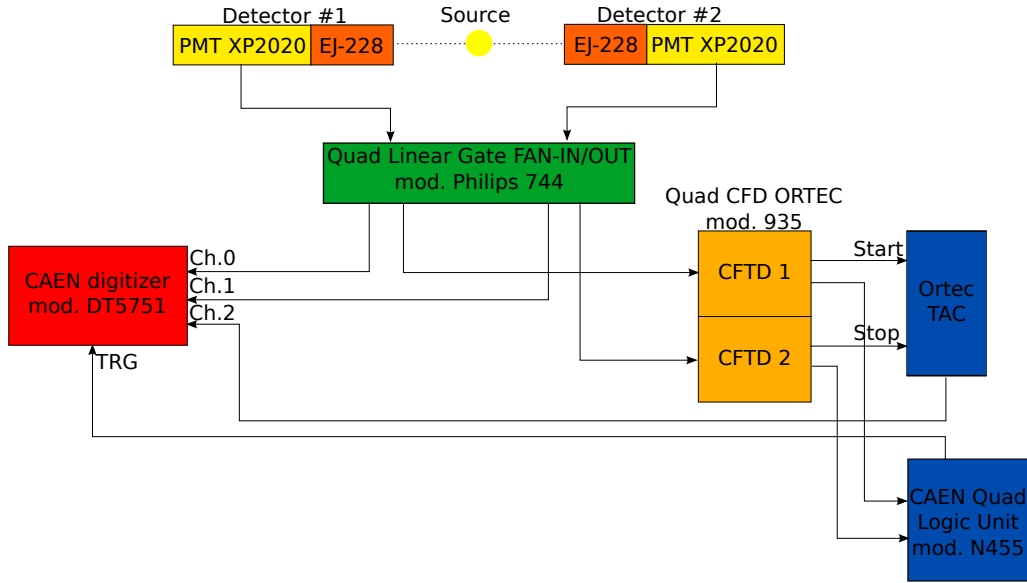 Detector #1
Source
Detector #2
PMT XP2020
EJ-228
EJ-228
PMT XP2020
Quad Linear Gate FAN-IN/OUT
mod. Philips 744
Quad CFD ORTEC
mod. 935
CAEN digitizer
mod. DT5751
Ch.0
Ch.1
Ch.2
TRG
CFTD 1
CFTD 2
Start
Stop
Ortec
TAC
CAEN Quad
Logic Unit
mod. N455